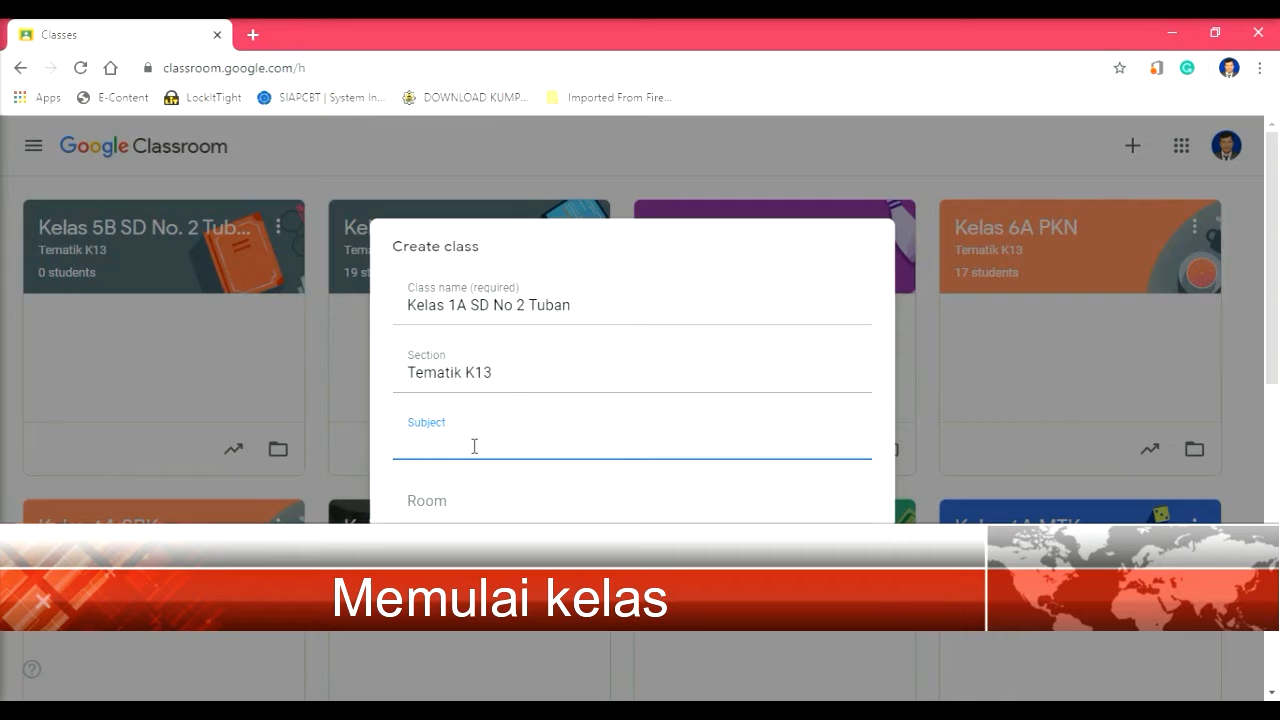 Classes
classroom.google.com/h
Apps
E-Content
LockItTight
SIAPCBT | System In...
DOWNLOAD KUMP...
Imported From Fire...
Google Classroom
Kelas 5B SD No. 2 Tub...
Tematik K13
0 students
Kelas 6A PKN
Tematik K13
17 students
Create class
Class name (required)
Kelas 1A SD No 2 Tuban
Section
Tematik K13
Subject
Room
Memulai kelas